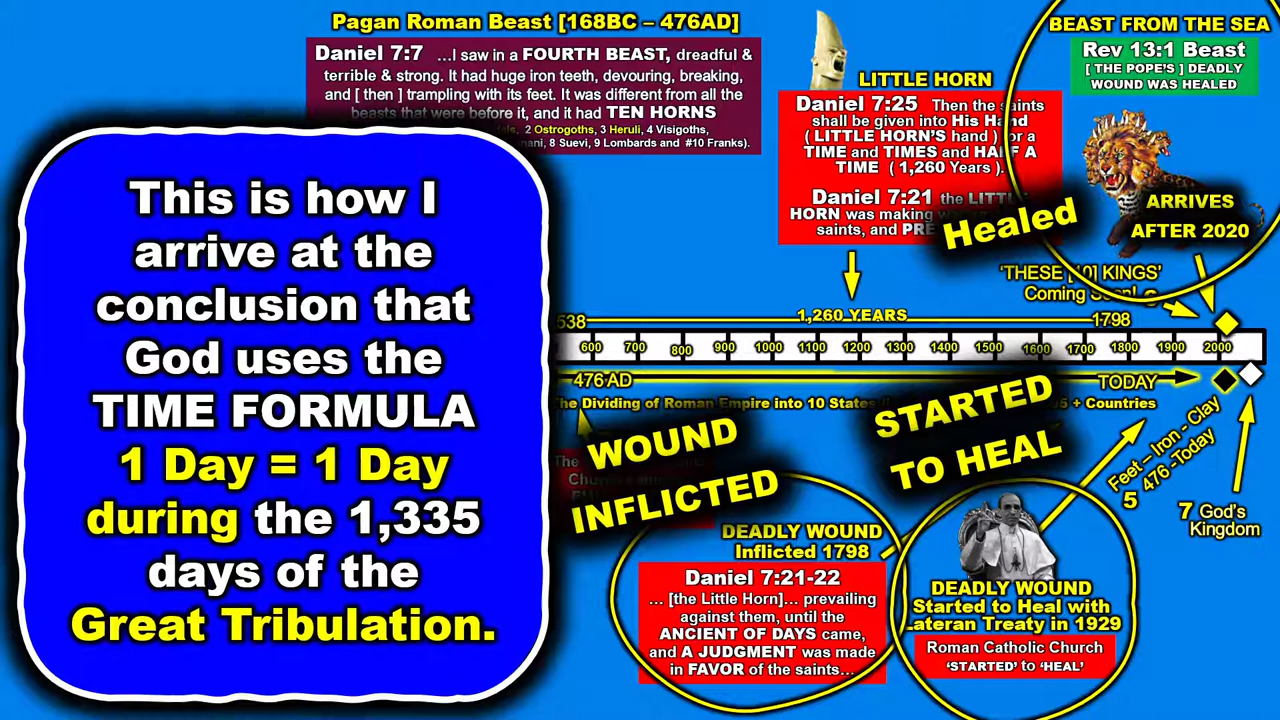 Pagan Roman Beast [168BC – 476AD]
Daniel 7:7 ...I saw in a FOURTH BEAST, dreadful &
terrible & strong. It had huge iron teeth, devouring, breaking,
and [ then ] trampling with its feet. It was different from all the
beasts that were before it, and it had TEN HORNS
2 Ostrogoths, 3 Heruli, 4 Visigoths,
8 Suevi, 9 Lombards and #10 Franks).
This is how I
arrive at the
conclusion that
God uses the
TIME FORMULA
1 Day = 1 Day
during the 1,335
days of the
Great Tribulation.
LITTLE HORN
Daniel 7:25 Then the saints
shall be given into His Hand
( LITTLE HORN'S hand ) for a
TIME and TIMES and HALF A
TIME ( 1,260 Years ).
Daniel 7:21 the LITTLE
HORN was making
saints, and
BEAST FROM THE SEA
Rev 13:1 Beast
[ THE POPE'S ] DEADLY
WOUND WAS HEALED
ARRIVES
AFTER 2020
Healed
'THESE [10] KINGS'
Coming Soon!
538
1,260 YEARS
1798
600 700 800 900 1000 1100 1200 1300 1400 1500 1600 1700 1800 1900 2000
476 AD
TODAY
The Dividing of Roman Empire into 10 States
+ Countries
WOUND
INFLICTED
STARTED
TO HEAL
Feet – Iron - Clay
5 476 -Today
7 God's
Kingdom
DEADLY WOUND
Inflicted 1798
Daniel 7:21-22
... [the Little Horn]... prevailing
against them, until the
ANCIENT OF DAYS came,
and A JUDGMENT was made
in FAVOR of the saints...
DEADLY WOUND
Started to Heal with
Lateran Treaty in 1929
Roman Catholic Church
'STARTED' to 'HEAL'